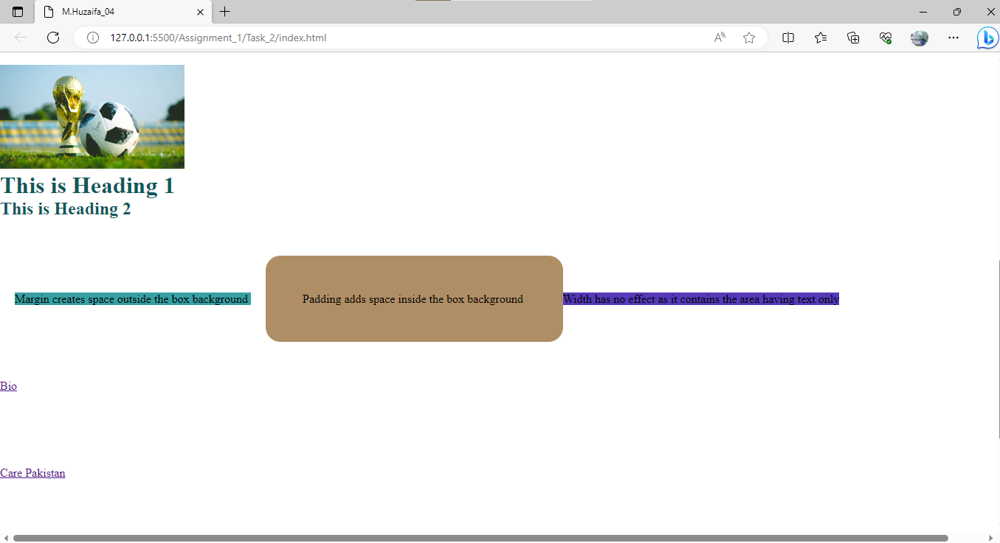 M.Huzaifa_04
127.0.0.1:5500/Assignment_1/Task_2/index.html
This is Heading 1
This is Heading 2
Margin creates space outside the box background Padding adds space inside the box background Width has no effect as it contains the area having text only
Bio
Care Pakistan